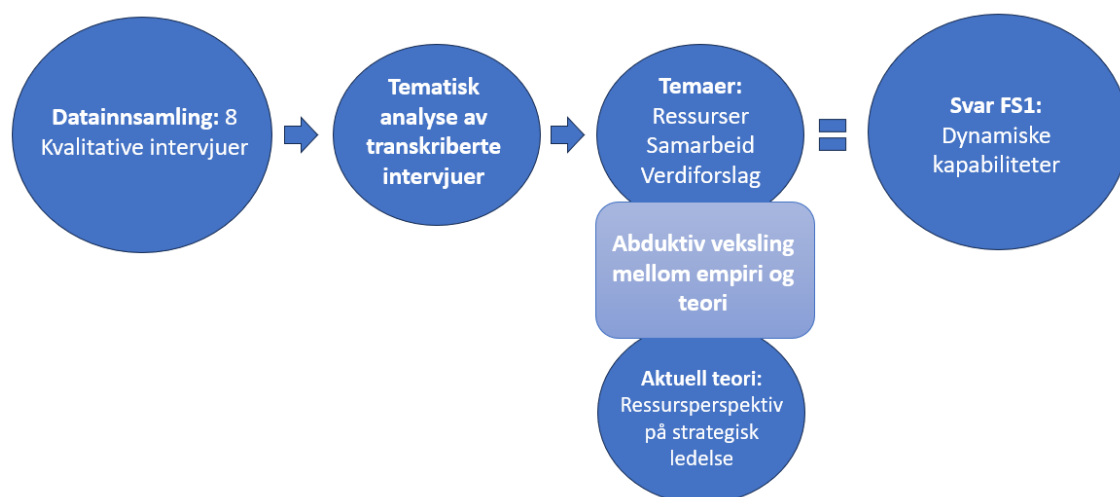 Datainnsamling: 8
Kvalitative intervjuer
Tematisk
analyse av
transkriberte
intervjuer
Temaer:
Ressurser
Samarbeid
Verdiforslag
Svar FS1:
Dynamiske
kapabiliteter
Abduktiv veksling
mellom empiri og
teori
Aktuell teori:
Ressursperspektiv
på strategisk
ledelse